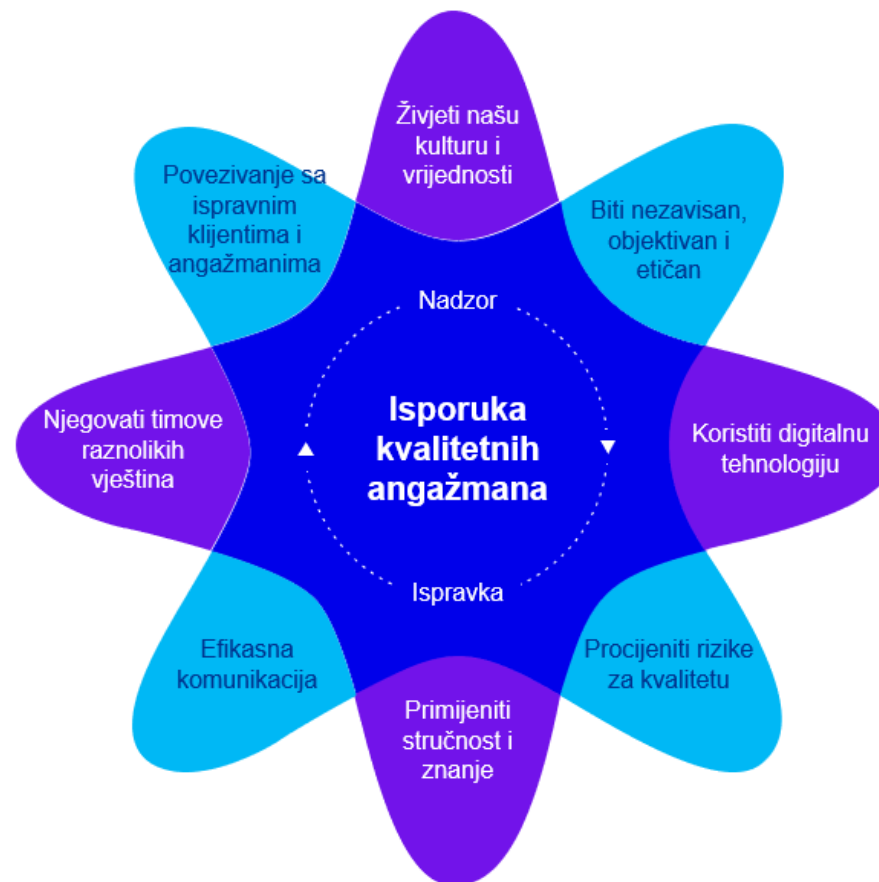 Živjeti našu
kulturu i
vrijednosti
Biti nezavisan,
objektivan i
etičan
Koristiti digitalnu
tehnologiju
Procijeniti rizike
za kvalitetu
Primijeniti
stručnost i
znanje
Efikasna
komunikacija
Njegovati timove
raznolikih
vještina
Povezivanje sa
ispravnim
klijentima i
angažmanima
Nadzor
Isporuka
kvalitetnih
angažmana
Ispravka